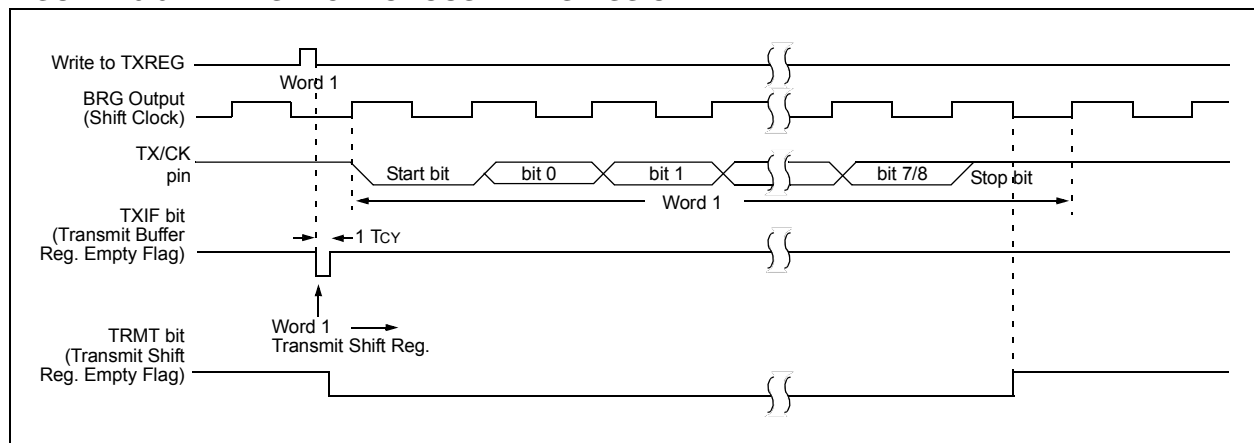 Write to TXREG
Word 1
BRG Output
(Shift Clock)
TX/CK
pin
Start bit
bit 0
bit 1
bit 7/8
Stop bit
Word 1
TXIF bit
(Transmit Buffer
Reg. Empty Flag)
1 TCY
Word 1
Transmit Shift Reg.
TRMT bit
(Transmit Shift
Reg. Empty Flag)